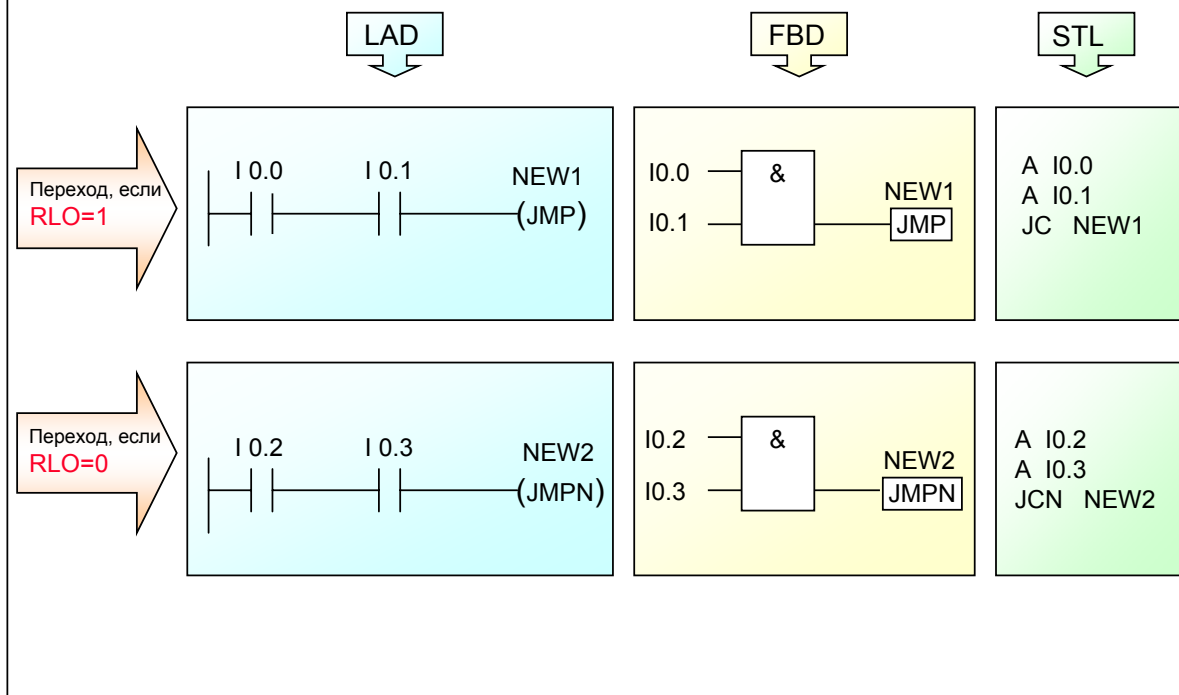 LAD
FBD
STL
Переход, если
RLO=1
I 0.0
I 0.1
NEW1
(JMP)
I0.0
I0.1
&
NEW1
JMP
A I0.0
A I0.1
JC NEW1
Переход, если
RLO=0
I 0.2
I 0.3
NEW2
(JMPN)
I0.2
I0.3
&
NEW2
JMPN
A I0.2
A I0.3
JCN NEW2